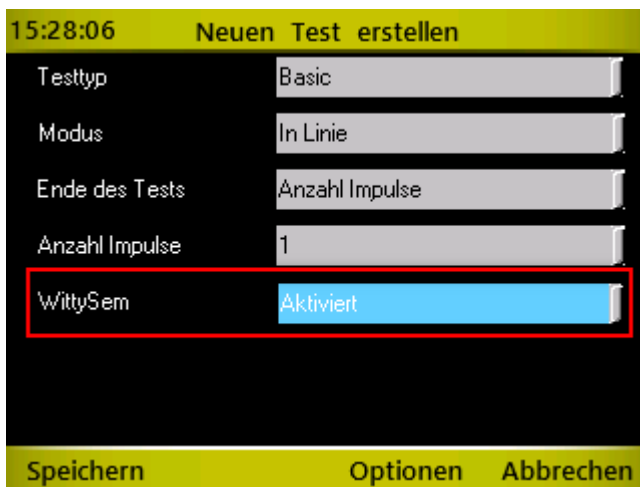 15:28:06 Neuen Test erstellen
Testtyp Basic
Modus In Linie
Ende des Tests Anzahl Impulse
Anzahl Impulse 1
WittySem Aktiviert
Speichern Optionen Abbrechen